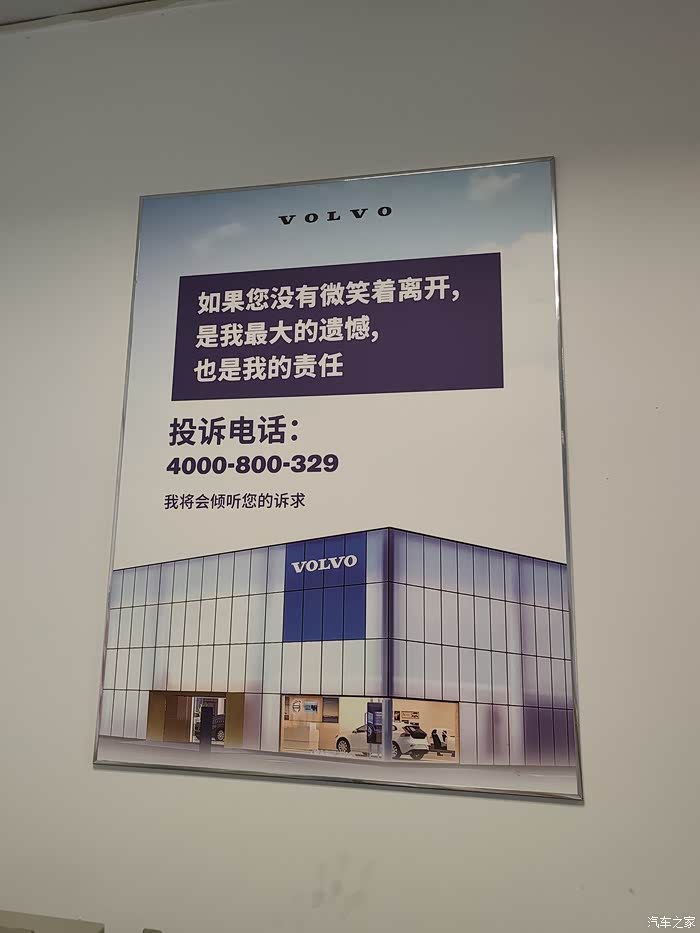 VOLVO
如果您没有微笑着离开，
是我最大的遗憾，
也是我的责任
投诉电话：
4000-800-329
我将会倾听您的诉求
VOLVO
汽车之家